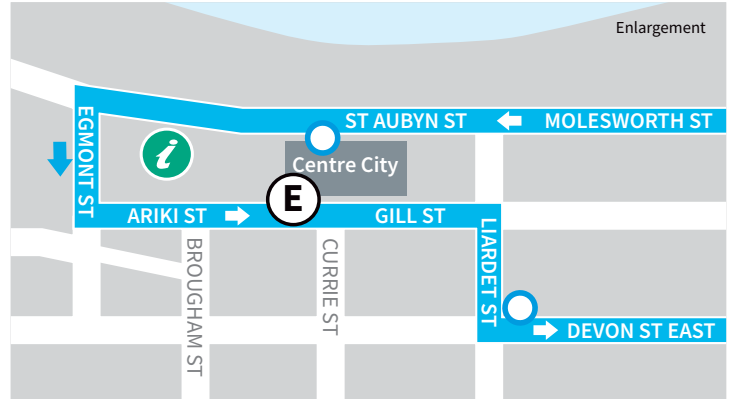 Enlargement
ST AUBYN ST
MOLESWORTH ST
EGMONT ST
i
Centre City
E
ARIKI ST
GILL ST
LIARDET ST
BROUGHAM ST
CURRIE ST
DEVON ST EAST